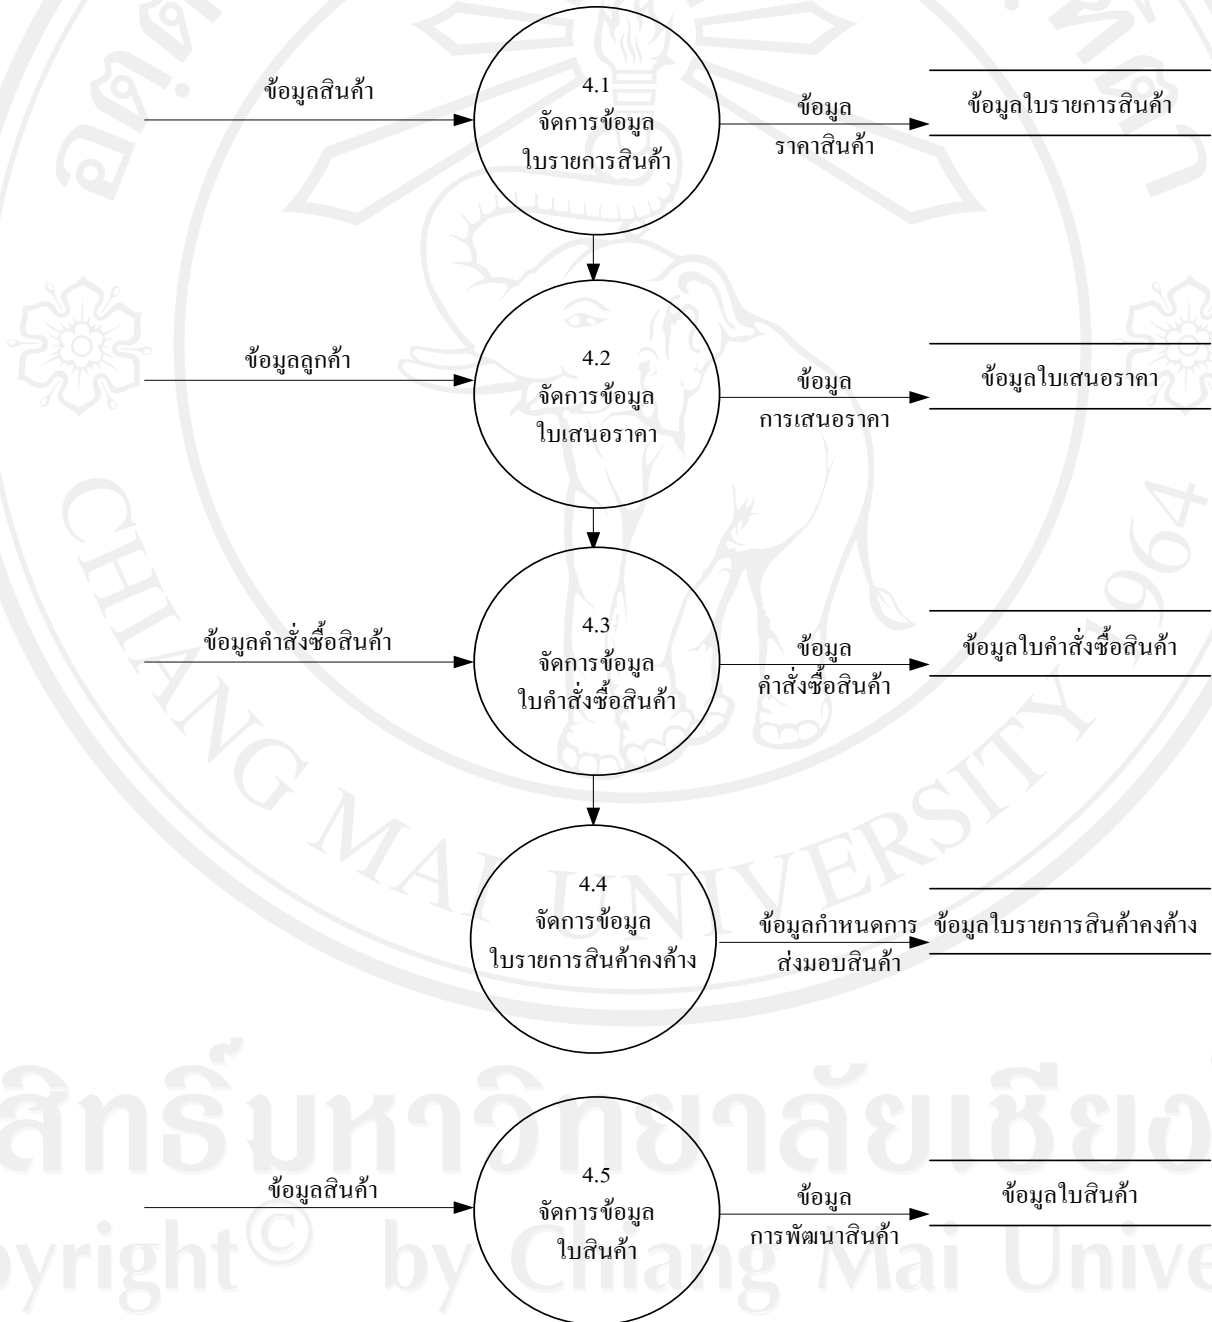 ข้อมูลสินค้า
4.1
จัดการข้อมูล
ใบรายการสินค้า
ข้อมูล
ราคาสินค้า
ข้อมูลใบรายการสินค้า
ข้อมูลลูกค้า
4.2
จัดการข้อมูล
ใบเสนอราคา
ข้อมูล
การเสนอราคา
ข้อมูลใบเสนอราคา
ข้อมูลคำสั่งซื้อสินค้า
4.3
จัดการข้อมูล
ใบคำสั่งซื้อสินค้า
ข้อมูล
คำสั่งซื้อสินค้า
ข้อมูลใบคำสั่งซื้อสินค้า
4.4
จัดการข้อมูล
ใบรายการสินค้าคงค้าง
ข้อมูลกำหนดการ
ส่งมอบสินค้า
ข้อมูลใบรายการสินค้าคงค้าง
ข้อมูลสินค้า
4.5
จัดการข้อมูล
ใบสินค้า
ข้อมูล
การพัฒนาสินค้า
ข้อมูลใบสินค้า
CHIANG MAI UNIVERSITY 964
สิทธิ์มหาวิทยาลัยเชียง
pyright© by Chiang Mai Unive